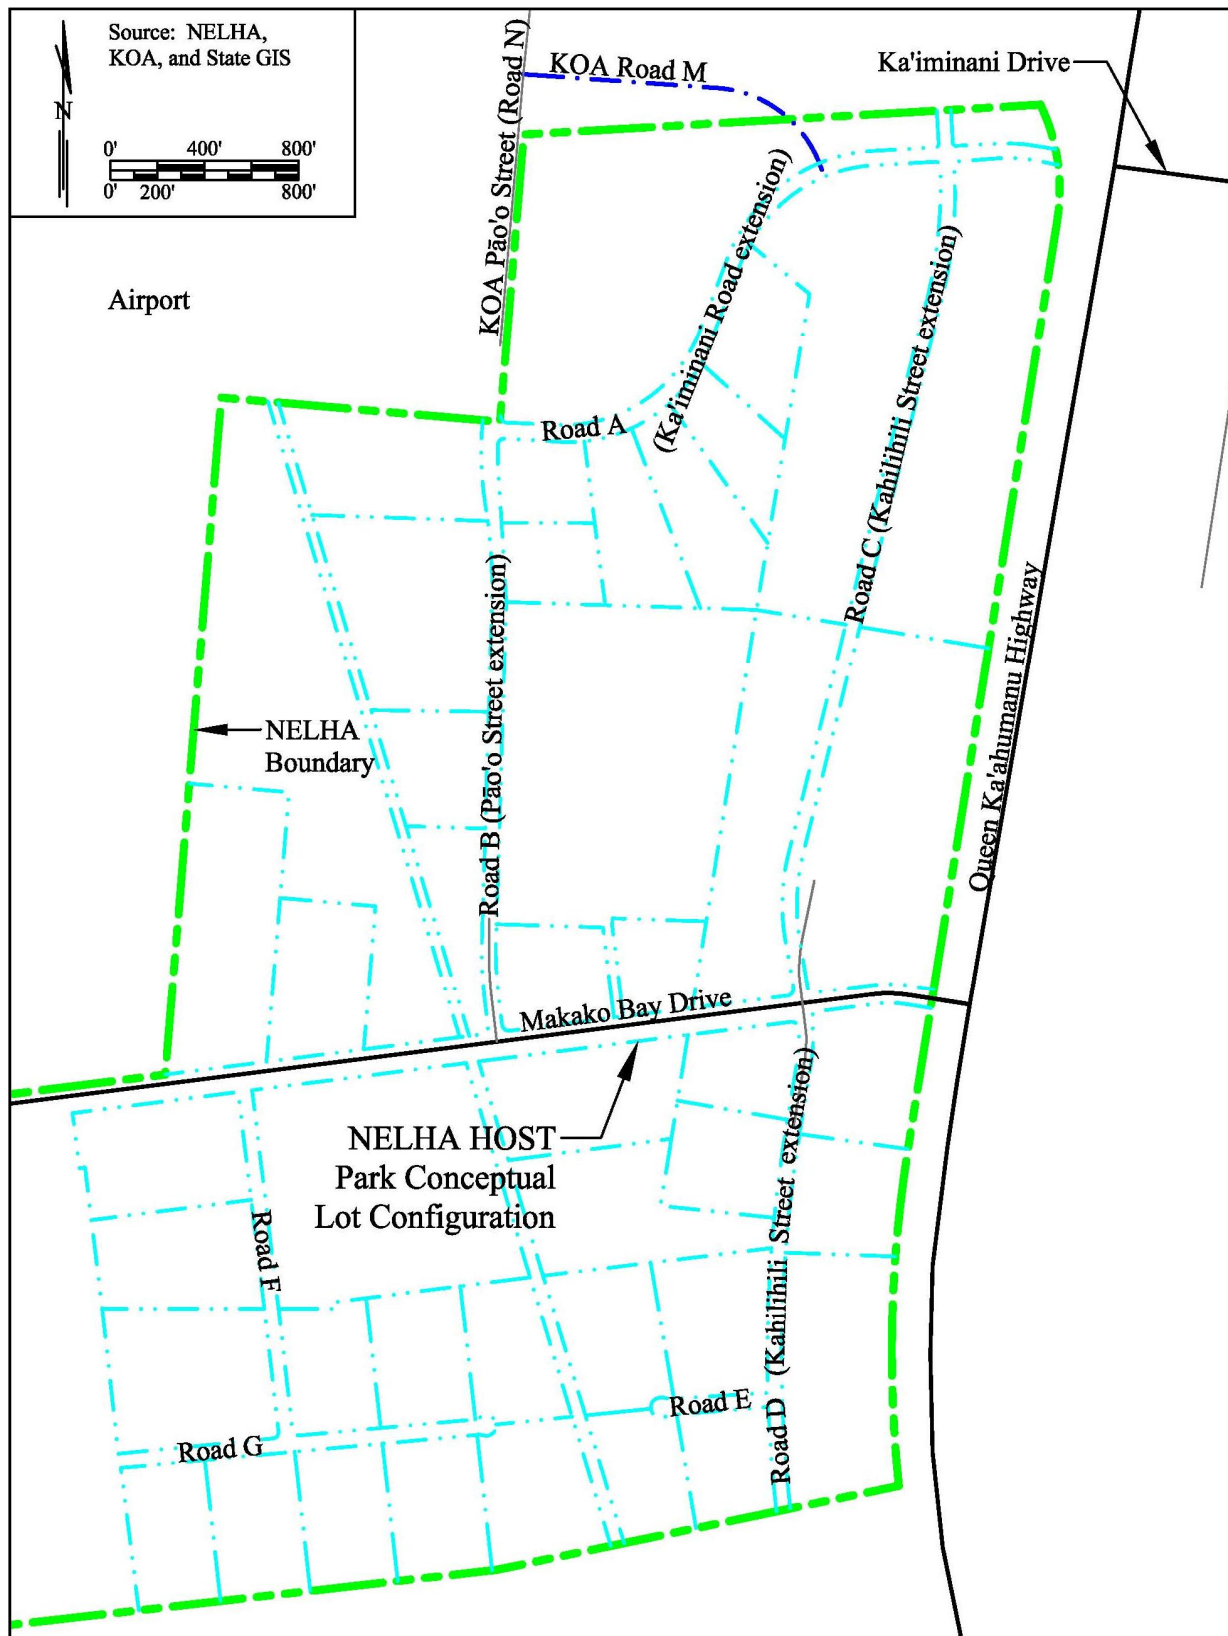 Source: NELHA,
KOA, and State GIS
N
0' 400' 800'
0' 200' 800'
KOA Pāo'o Street (Road N)
KOA Road M
Ka'iminani Drive
Airport
Road A
(Ka'iminani Road extension)
Road C (Kahilihili Street extension)
Road B (Pāo'o Street extension)
Queen Ka'ahumanu Highway
NELHA
Boundary
Makako Bay Drive
NELHA HOST
Park Conceptual
Lot Configuration
Road F
Road G
Road E
Road D (Kahilihili Street extension)